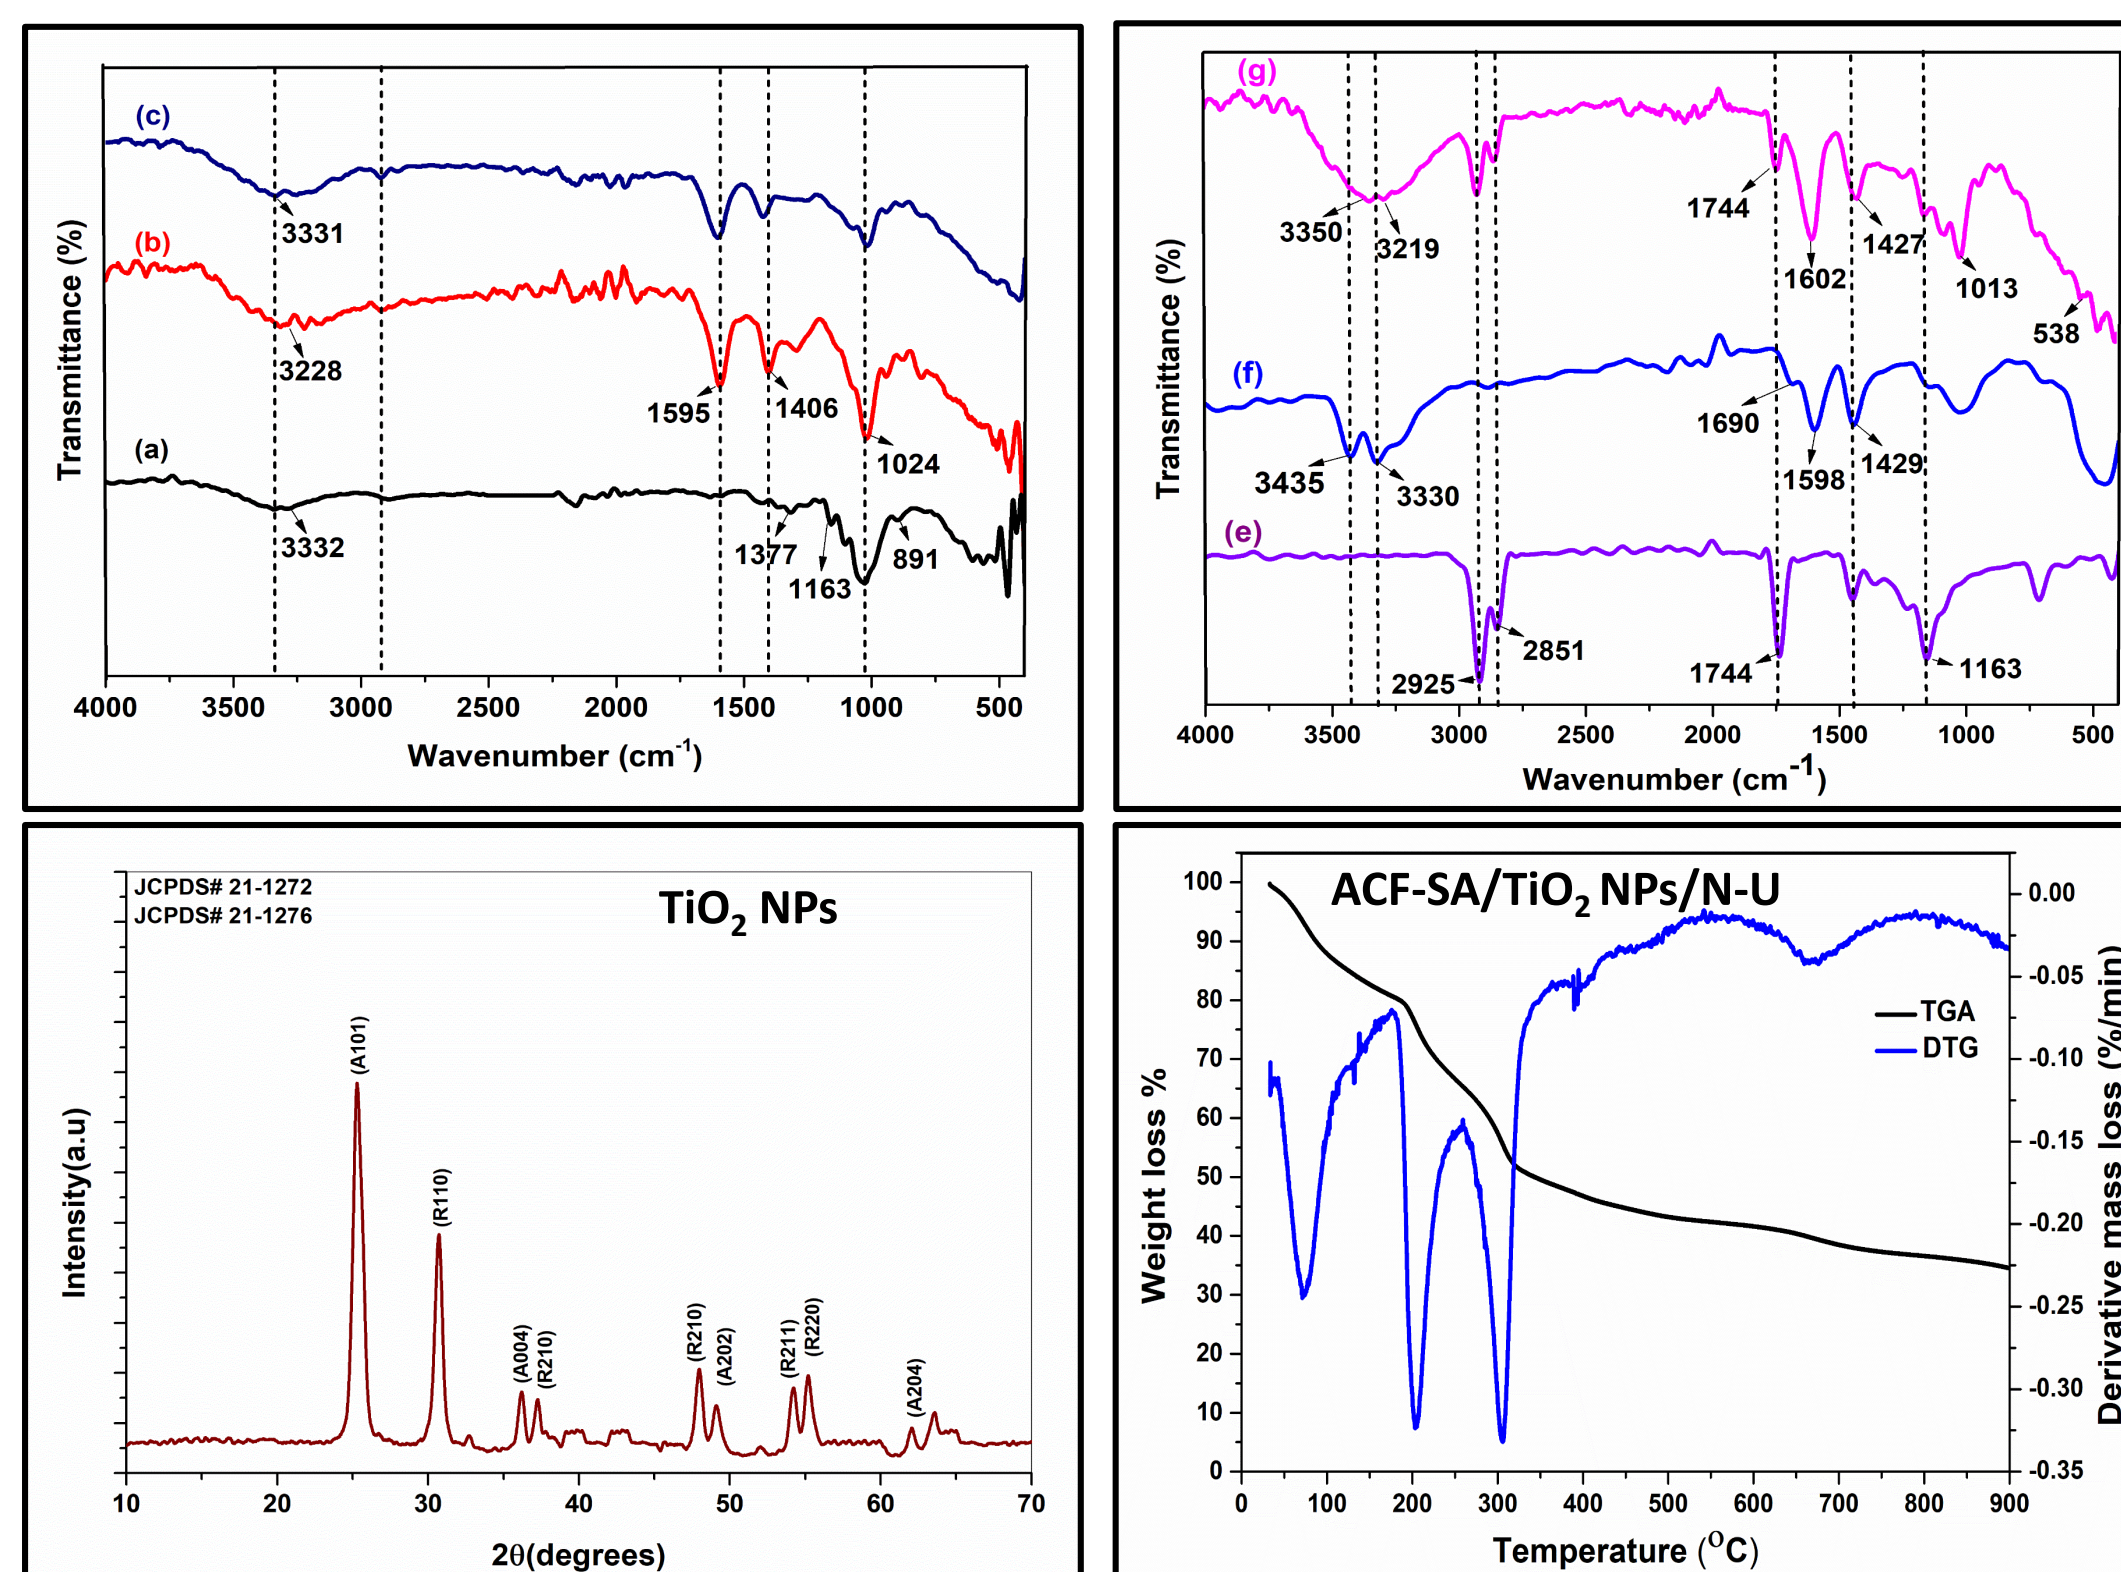 (c)
3331
(b)
3228
1595
1406
1024
(a)
3332
1377
1163
891
Transmittance (%)
4000 3500 3000 2500 2000 1500 1000 500
Wavenumber (cm-1)
(g)
3350
3219
1744
1602
1427
1013
538
(f)
3435
3330
1690
1598
1429
(e)
2925
2851
1744
1163
Transmittance (%)
4000 3500 3000 2500 2000 1500 1000 500
Wavenumber (cm-1)
JCPDS# 21-1272
JCPDS# 21-1276
TiO2 NPs
(A101)
(R110)
(A004)
(R210)
(R210)
(A202)
(R211)
(R220)
(A204)
Intensity(a.u)
10 20 30 40 50 60 70
2θ(degrees)
ACF-SA/TiO2 NPs/N-U
TGA
DTG
Weight loss %
100
90
80
70
60
50
40
30
20
10
0
0.00
-0.05
-0.10
-0.15
-0.20
-0.25
-0.30
-0.35
Derivative mass loss (%/min)
0 100 200 300 400 500 600 700 800 900
Temperature (OC)